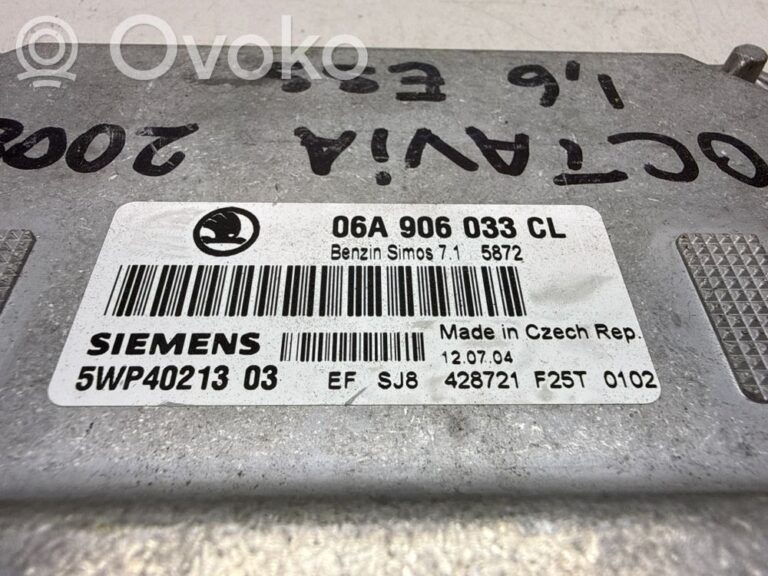 Ovoko
1,6 ESS
OCTAViA 2008
06A 906 033 CL
Benzin Simos 7.1 5872
SIEMENS
Made in Czech Rep.
12.07.04
5WP40213 03
EF SJ8 428721 F25T 0102